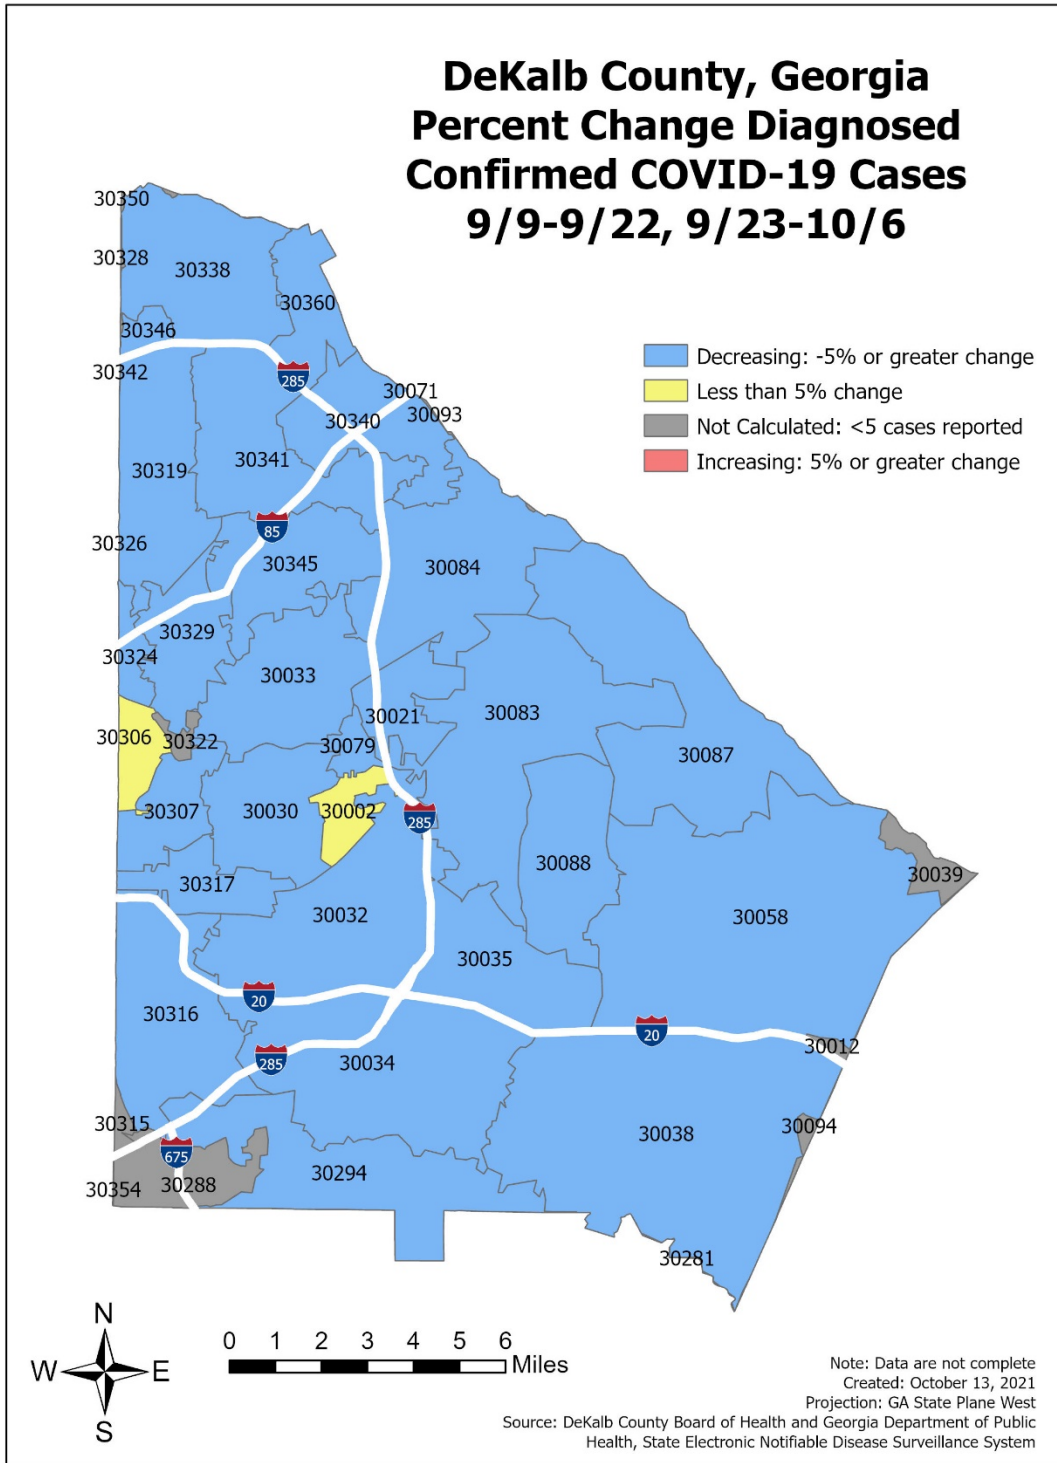 DeKalb County, Georgia
Percent Change Diagnosed
Confirmed COVID-19 Cases
9/9-9/22, 9/23-10/6
30350
30328
30338
30360
30346
30342
285
Decreasing: -5% or greater change
Less than 5% change
Not Calculated: <5 cases reported
Increasing: 5% or greater change
30071
30093
30340
30341
30319
85
30326
30345
30084
30329
30324
30033
30021
30083
30306
30322
30079
30087
30307
30030
30002
285
30088
30039
30317
30032
30058
30035
20
30316
20
30012
285
30034
30315
30094
30038
675
30354
30288
30294
30281
N
W
E
S
0 1 2 3 4 5 6
Miles
Note: Data are not complete
Created: October 13, 2021
Projection: GA State Plane West
Source: DeKalb County Board of Health and Georgia Department of Public
Health, State Electronic Notifiable Disease Surveillance System